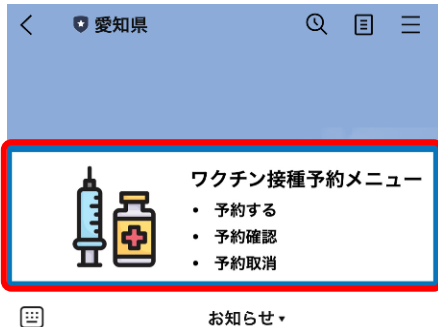 愛知県
ワクチン接種予約メニュー
• 予約する
• 予約確認
• 予約取消
お知らせ▾